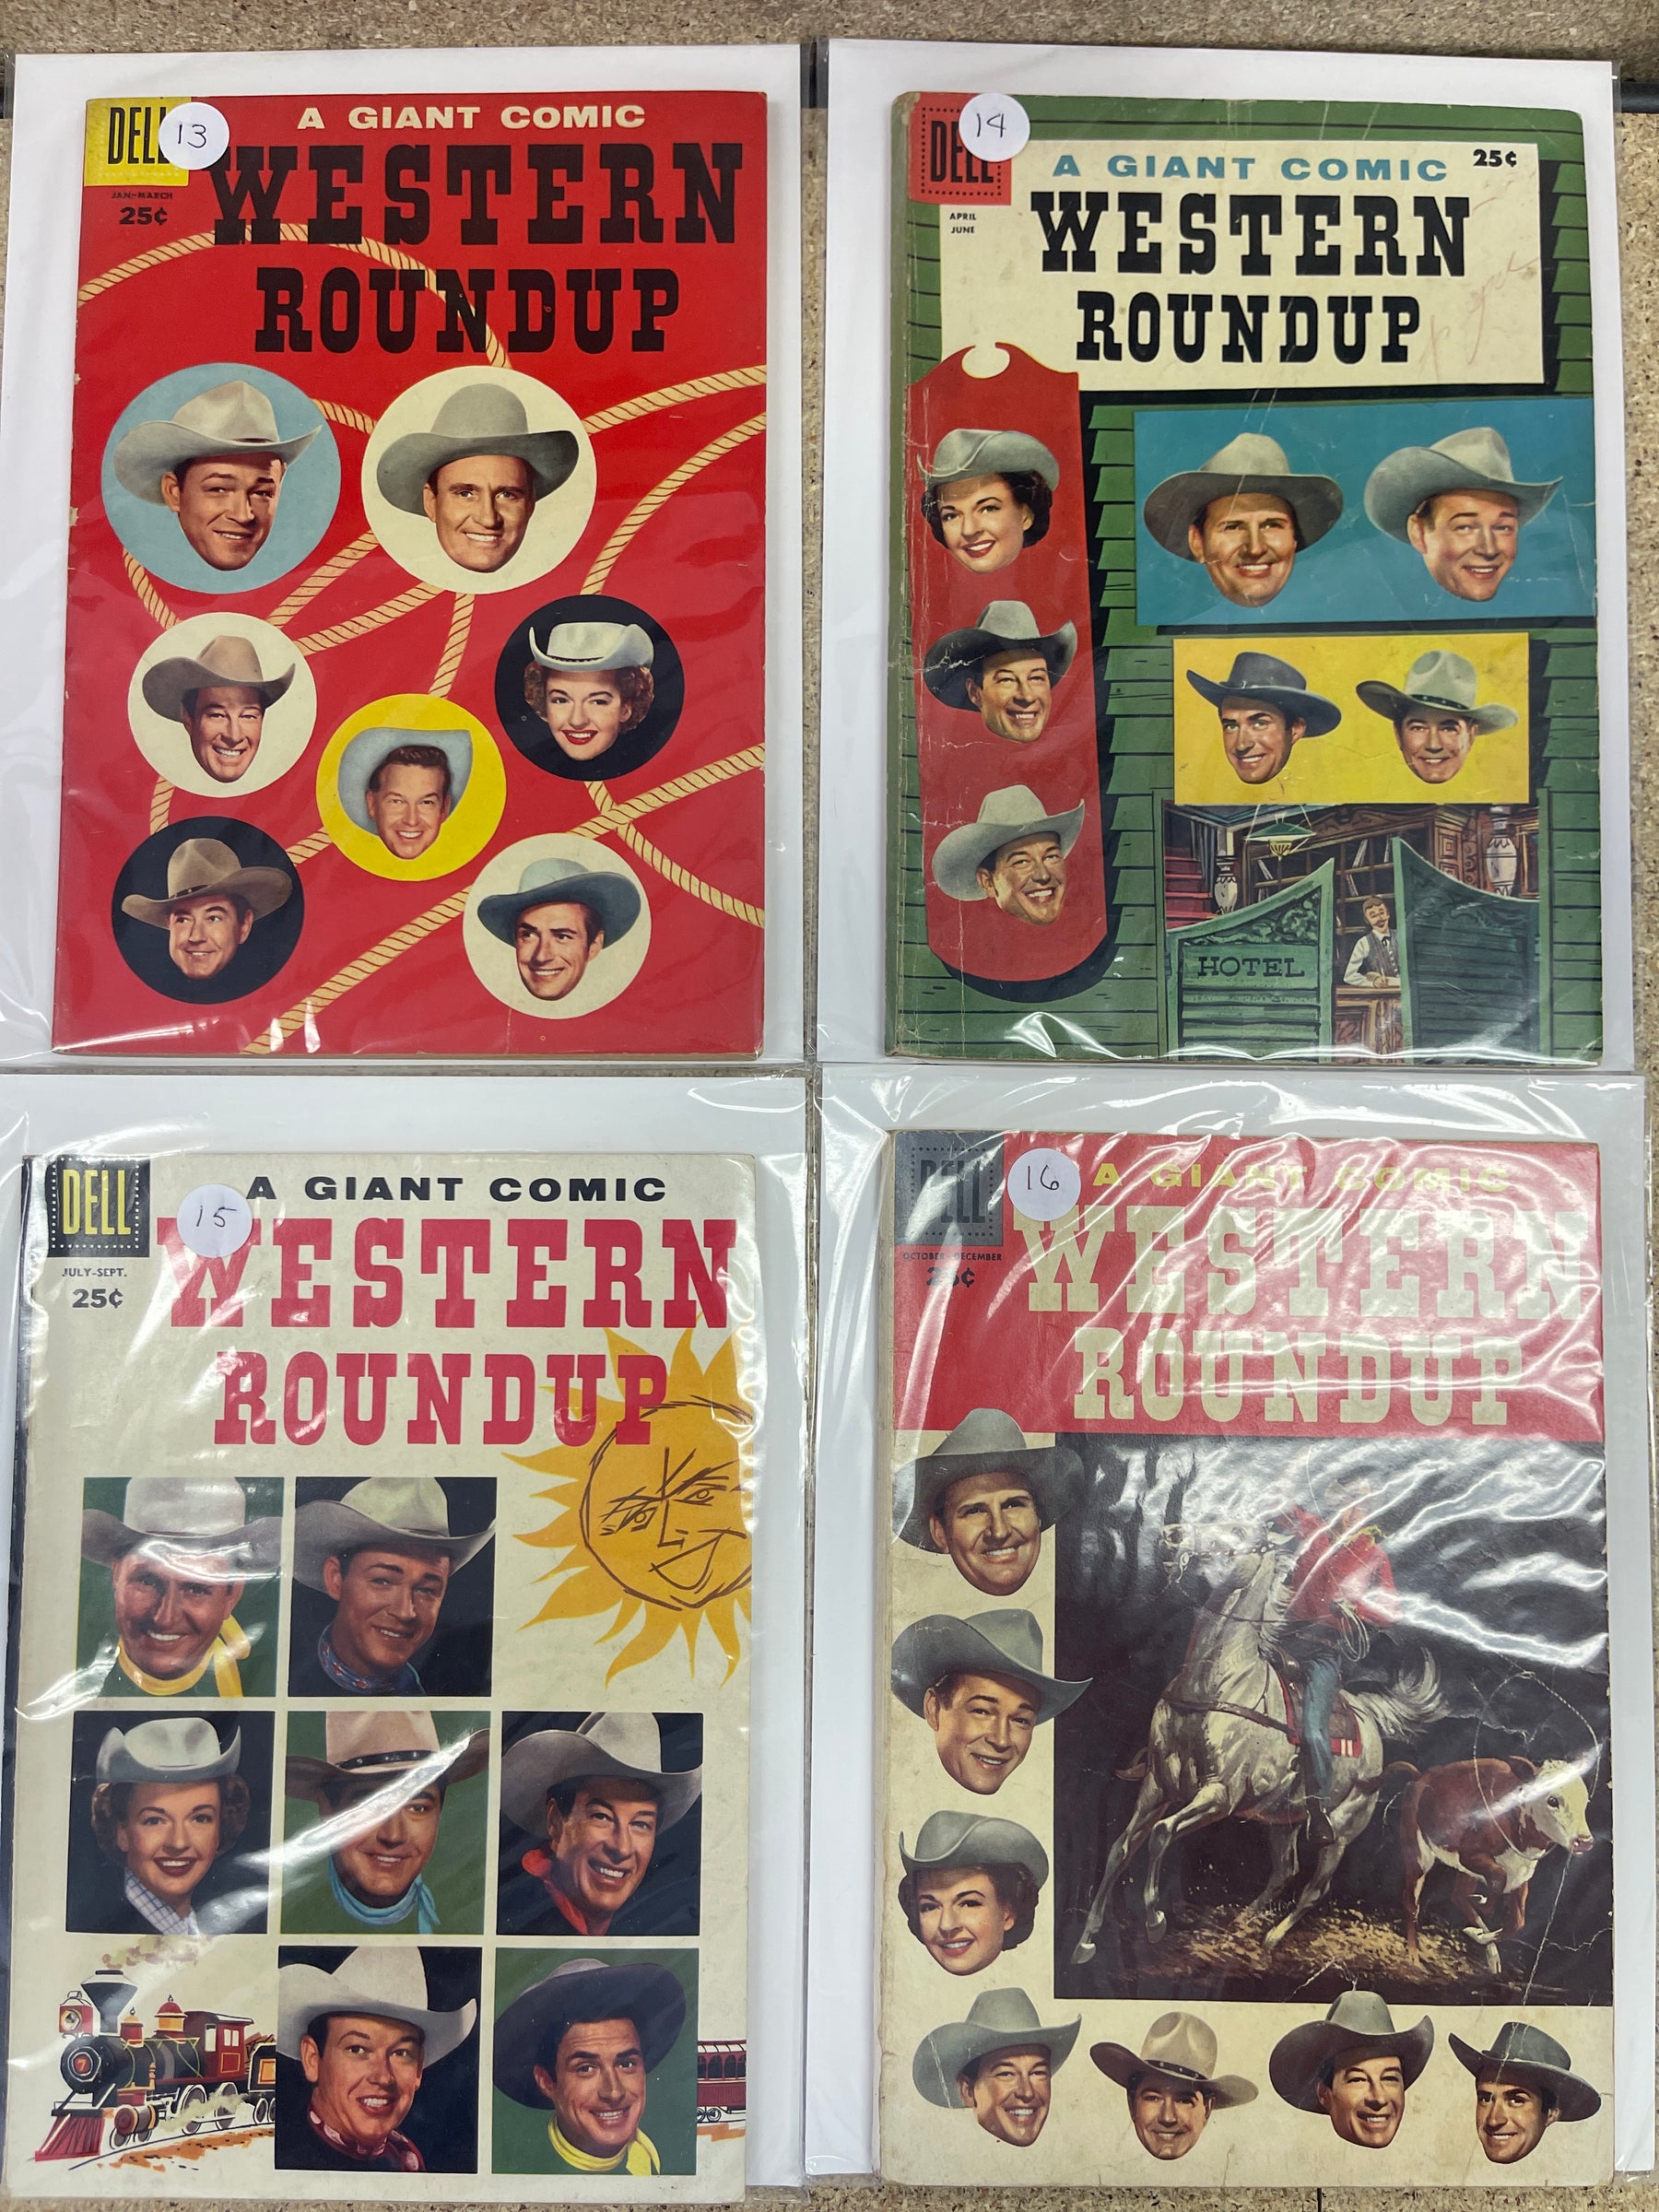 DELL
13
A GIANT COMIC
JAN-MARCH
25¢
WESTERN
ROUNDUP
DELL
14
A GIANT COMIC
25¢
APRIL
JUNE
WESTERN
ROUNDUP
HOTEL
DELL
15
A GIANT COMIC
JULY-SEPT.
25¢
WESTERN
ROUNDUP
7
DELL
16
A GIANT COMIC
OCTOBER-DECEMBER
25¢
WESTERN
ROUNDUP